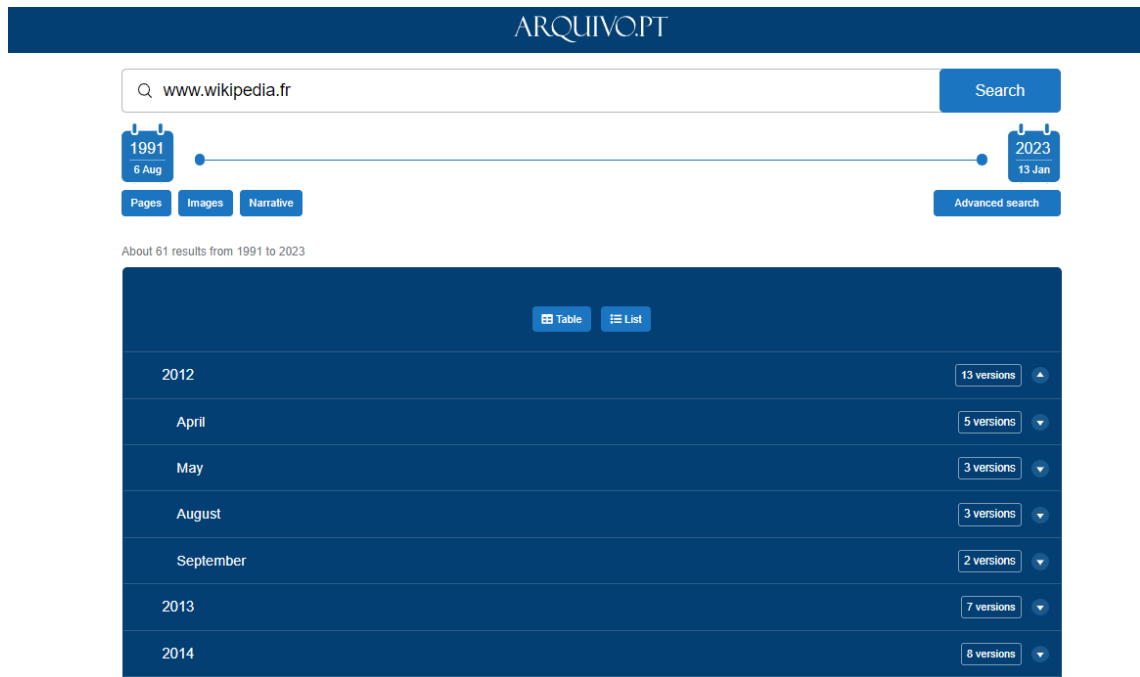 ARQUIVO.PT
www.wikipedia.fr Search
1991 2023
6 Aug 13 Jan
Pages Images Narrative Advanced search
About 61 results from 1991 to 2023
Table List
2012 13 versions
April 5 versions
May 3 versions
August 3 versions
September 2 versions
2013 7 versions
2014 8 versions